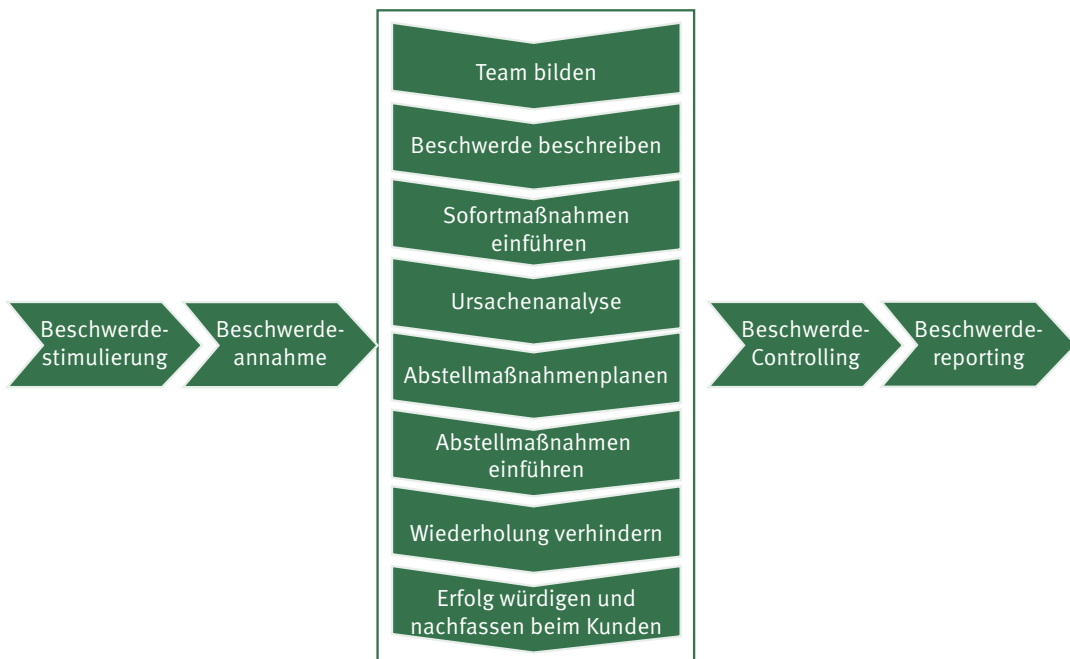 Beschwerde-
stimulierung
Beschwerde-
annahme
Team bilden
Beschwerde beschreiben
Sofortmaßnahmen
einführen
Ursachenanalyse
Abstellmaßnahmenplanen
Abstellmaßnahmen
einführen
Wiederholung verhindern
Erfolg würdigen und
nachfassen beim Kunden
Beschwerde-
Controlling
Beschwerde-
reporting